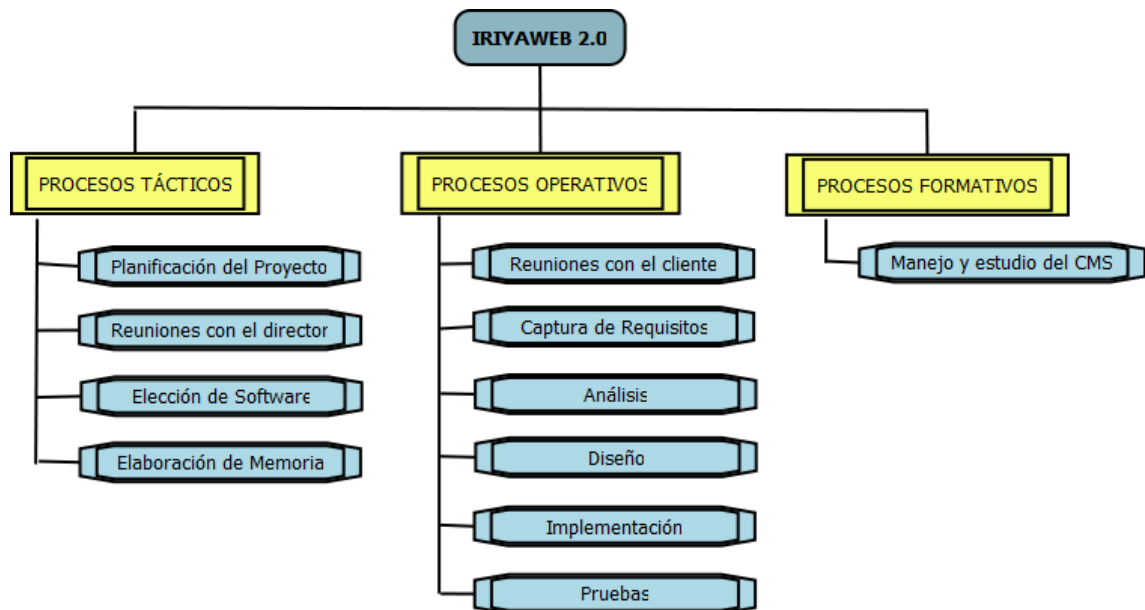 IRIYAWEB 2.0
PROCESOS TÁCTICOS
Planificación del Proyecto
Reuniones con el director
Elección de Software
Elaboración de Memoria
PROCESOS OPERATIVOS
Reuniones con el cliente
Captura de Requisitos
Análisis
Diseño
Implementación
Pruebas
PROCESOS FORMATIVOS
Manejo y estudio del CMS